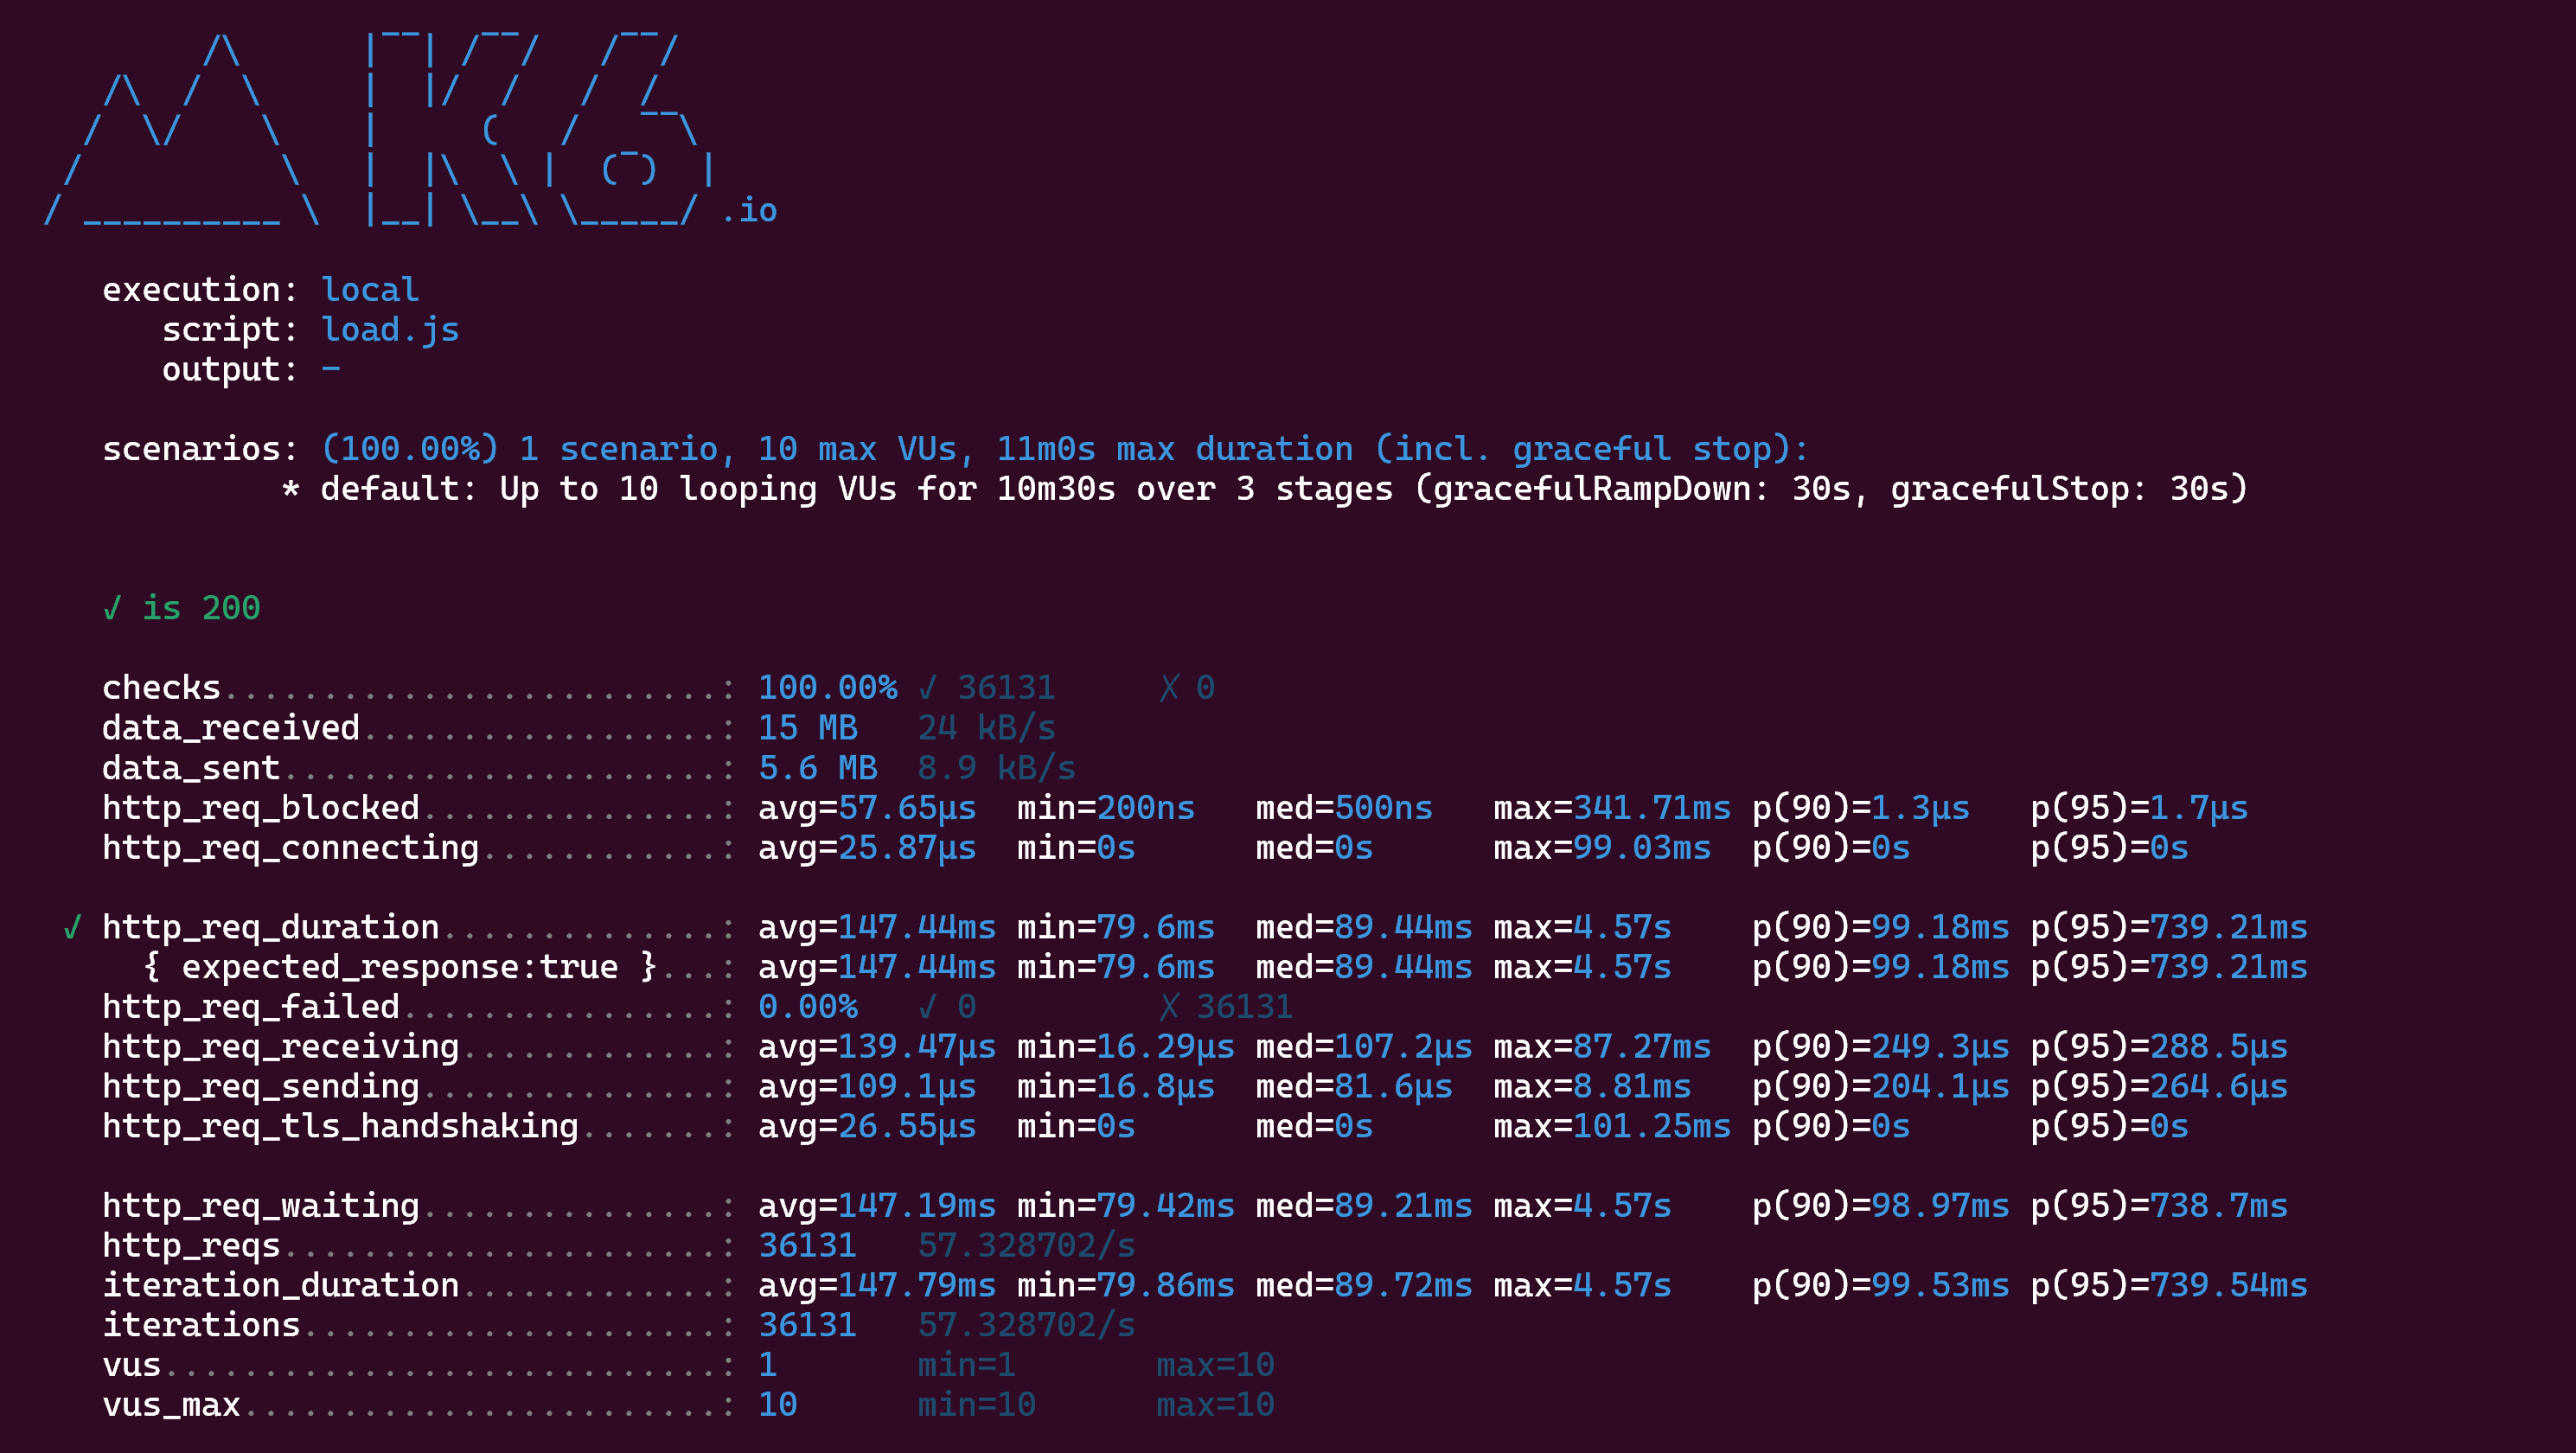 /\      |‾‾| /‾‾/   /‾‾/
     /\  /  \     |  |/  /   /  /
    /  \/    \    |     (   /   ‾‾\
   /          \   |  |\  \ |  (‾)  |
  / __________ \  |__| \__\ \_____/ .io
execution: local
script: load.js
output: -
scenarios: (100.00%) 1 scenario, 10 max VUs, 11m0s max duration (incl. graceful stop):
* default: Up to 10 looping VUs for 10m30s over 3 stages (gracefulRampDown: 30s, gracefulStop: 30s)
✓ is 200
checks.........................: 100.00% ✓ 36131     ✗ 0
data_received..................: 15 MB   24 kB/s
data_sent......................: 5.6 MB  8.9 kB/s
http_req_blocked...............: avg=57.65µs  min=200ns   med=500ns   max=341.71ms p(90)=1.3µs   p(95)=1.7µs
http_req_connecting............: avg=25.87µs  min=0s      med=0s      max=99.03ms  p(90)=0s      p(95)=0s
✓ http_req_duration..............: avg=147.44ms min=79.6ms  med=89.44ms max=4.57s    p(90)=99.18ms p(95)=739.21ms
{ expected_response:true }...: avg=147.44ms min=79.6ms  med=89.44ms max=4.57s    p(90)=99.18ms p(95)=739.21ms
http_req_failed................: 0.00%   ✓ 0         ✗ 36131
http_req_receiving.............: avg=139.47µs min=16.29µs med=107.2µs max=87.27ms  p(90)=249.3µs p(95)=288.5µs
http_req_sending...............: avg=109.1µs  min=16.8µs  med=81.6µs  max=8.81ms   p(90)=204.1µs p(95)=264.6µs
http_req_tls_handshaking.......: avg=26.55µs  min=0s      med=0s      max=101.25ms p(90)=0s      p(95)=0s
http_req_waiting...............: avg=147.19ms min=79.42ms med=89.21ms max=4.57s    p(90)=98.97ms p(95)=738.7ms
http_reqs......................: 36131   57.328702/s
iteration_duration.............: avg=147.79ms min=79.86ms med=89.72ms max=4.57s    p(90)=99.53ms p(95)=739.54ms
iterations.....................: 36131   57.328702/s
vus............................: 1       min=1       max=10
vus_max........................: 10      min=10      max=10